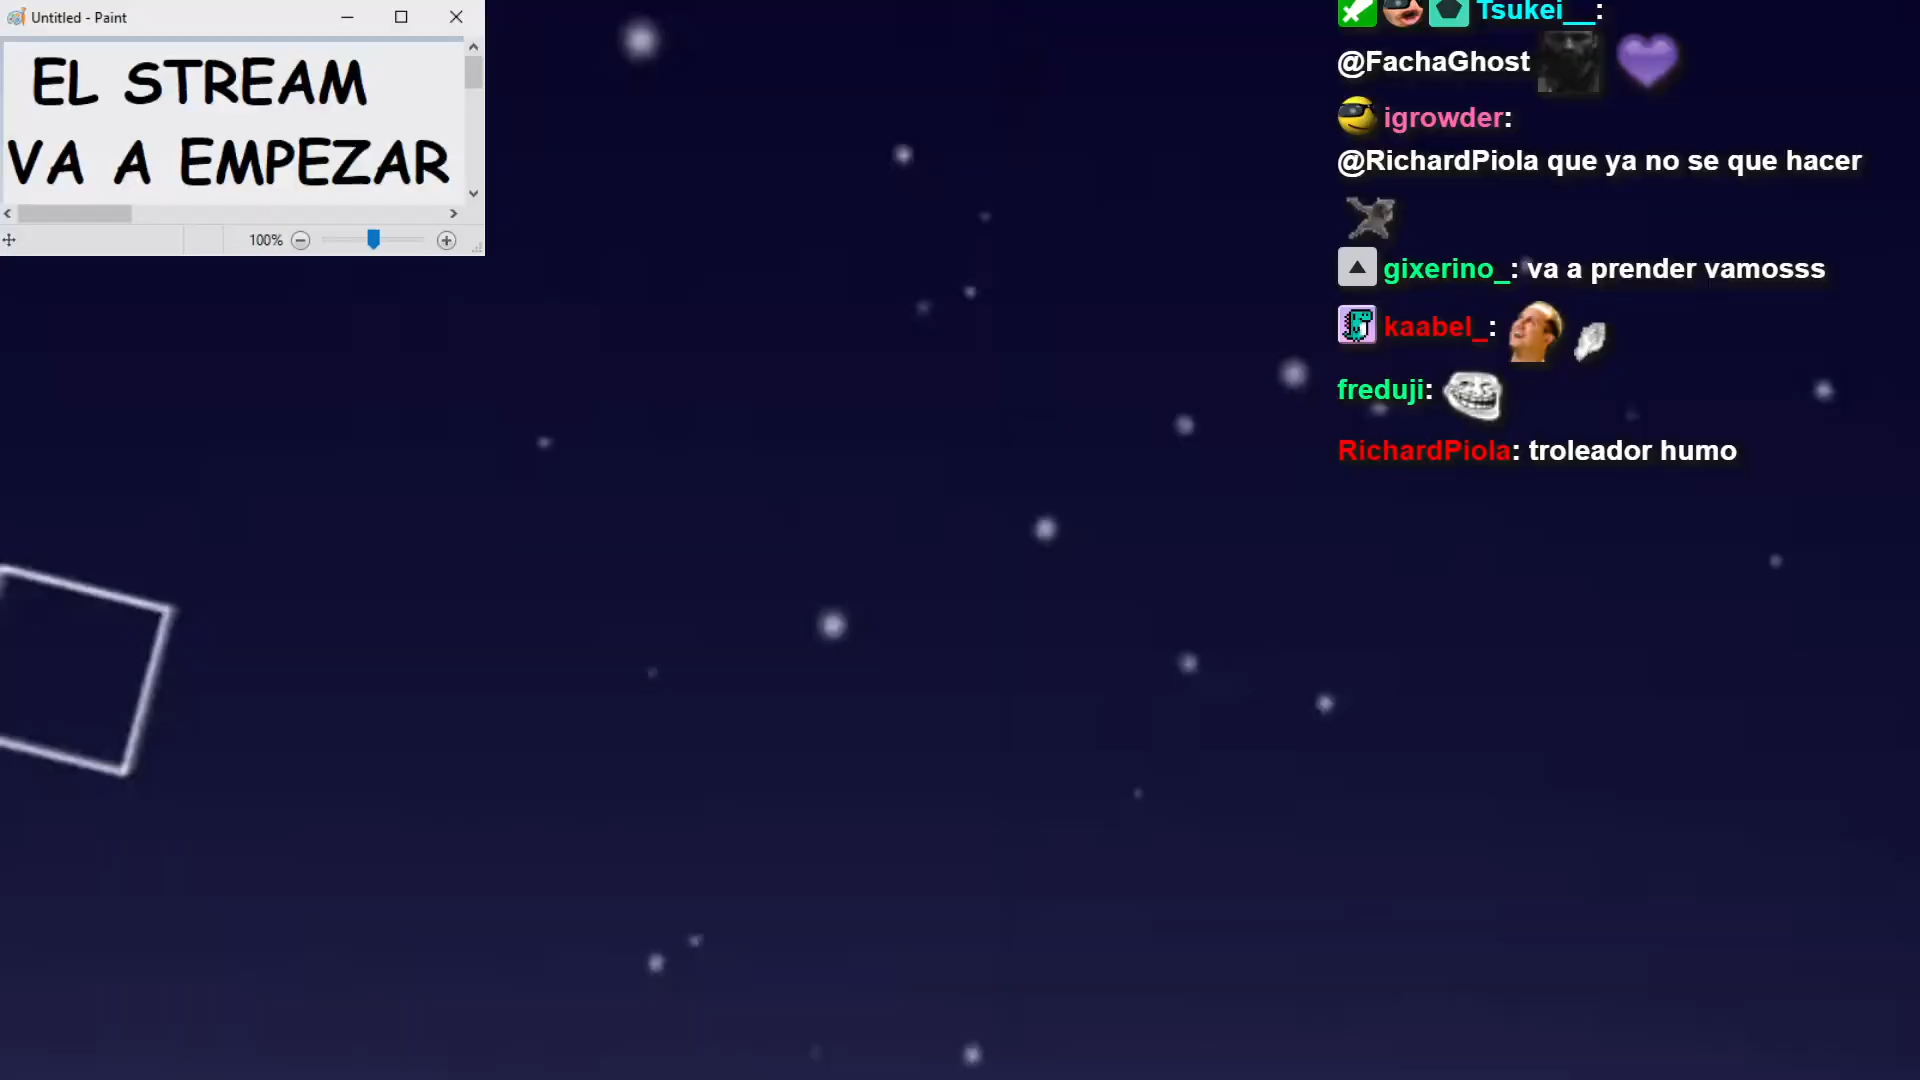 Untitled - Paint
EL STREAM
VA A EMPEZAR
100%
Tsukei__:
@FachaGhost
igrowder:
@RichardPiola que ya no se que hacer
gixerino_: va a prender vamosss
kaabel_:
freduji:
RichardPiola: troleador humo